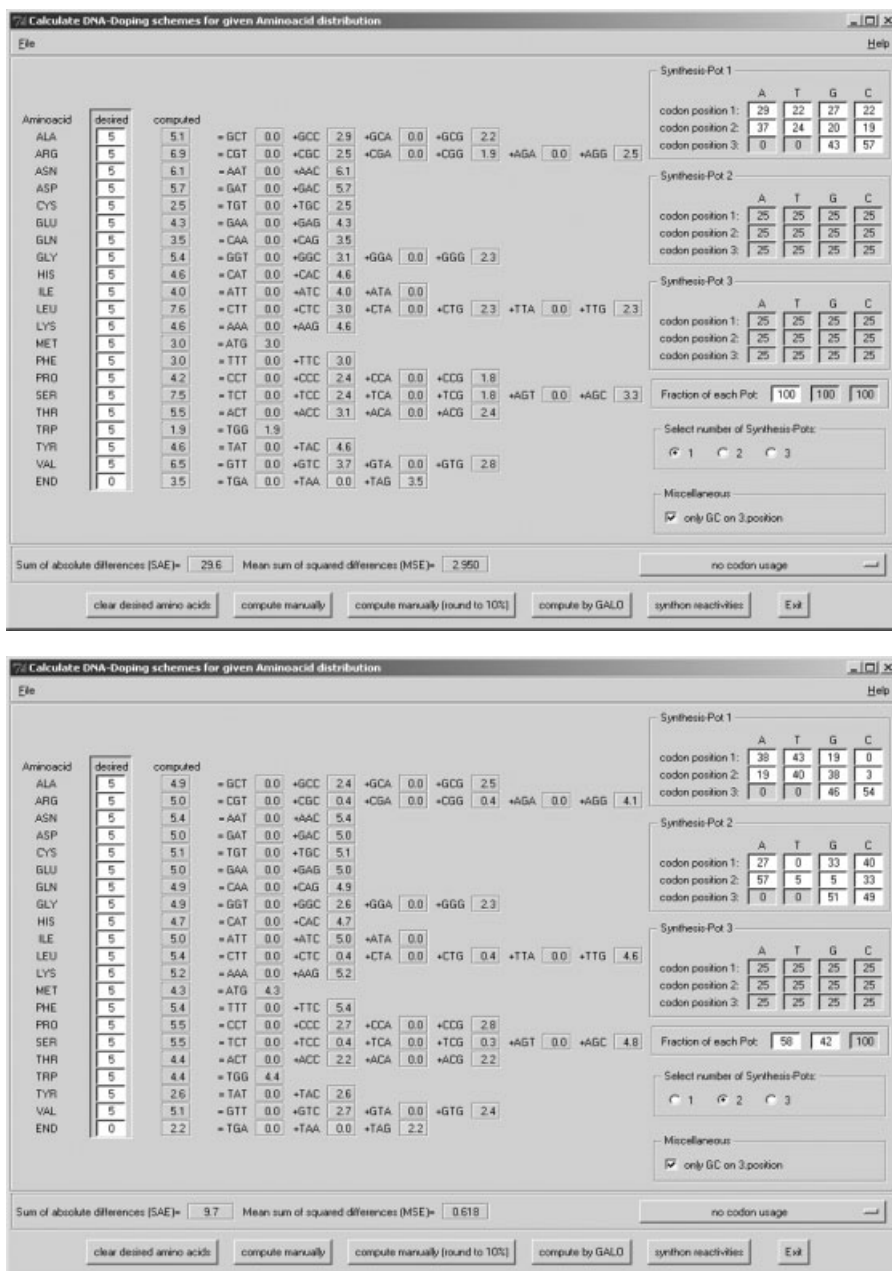 Calculate DNA-Doping schemes for given Aminoacid distribution
File Help
Synthesis-Pot 1
A T G C
codon position 1: 29 22 27 22
codon position 2: 37 24 20 19
codon position 3: 0 0 43 57
Synthesis-Pot 2
A T G C
codon position 1: 25 25 25 25
codon position 2: 25 25 25 25
codon position 3: 25 25 25 25
Synthesis-Pot 3
A T G C
codon position 1: 25 25 25 25
codon position 2: 25 25 25 25
codon position 3: 25 25 25 25
Fraction of each Pot: 100 100 100
Select number of Synthesis-Pots:
1 2 3
Miscellaneous
only GC on 3.position
Aminoacid desired computed
ALA 5 5.1 =GCT 0.0 +GCC 2.9 +GCA 0.0 +GCG 2.2
ARG 5 6.9 =CGT 0.0 +CGC 2.5 +CGA 0.0 +CGG 1.9 +AGA 0.0 +AGG 2.5
ASN 5 6.1 =AAT 0.0 +AAC 6.1
ASP 5 5.7 =GAT 0.0 +GAC 5.7
CYS 5 2.5 =TGT 0.0 +TGC 2.5
GLU 5 4.3 =GAA 0.0 +GAG 4.3
GLN 5 3.5 =CAA 0.0 +CAG 3.5
GLY 5 5.4 =GGT 0.0 +GGC 3.1 +GGA 0.0 +GGG 2.3
HIS 5 4.6 =CAT 0.0 +CAC 4.6
ILE 5 4.0 =ATT 0.0 +ATC 4.0 +ATA 0.0
LEU 5 7.6 =CTT 0.0 +CTC 3.0 +CTA 0.0 +CTG 2.3 +TTA 0.0 +TTG 2.3
LYS 5 4.6 =AAA 0.0 +AAG 4.6
MET 5 3.0 =ATG 3.0
PHE 5 3.0 =TTT 0.0 +TTC 3.0
PRO 5 4.2 =CCT 0.0 +CCC 2.4 +CCA 0.0 +CCG 1.8
SER 5 7.5 =TCT 0.0 +TCC 2.4 +TCA 0.0 +TCG 1.8 +AGT 0.0 +AGC 3.3
THR 5 5.5 =ACT 0.0 +ACC 3.1 +ACA 0.0 +ACG 2.4
TRP 5 1.9 =TGG 1.9
TYR 5 4.6 =TAT 0.0 +TAC 4.6
VAL 5 6.5 =GTT 0.0 +GTC 3.7 +GTA 0.0 +GTG 2.8
END 0 3.5 =TGA 0.0 +TAA 0.0 +TAG 3.5
Sum of absolute differences (SAE)= 29.6 Mean sum of squared differences (MSE)= 2.950 no codon usage
clear desired amino acids compute manually compute manually (round to 10%) compute by GALO synthon reactivities Exit
Calculate DNA-Doping schemes for given Aminoacid distribution
File Help
Synthesis-Pot 1
A T G C
codon position 1: 38 43 19 0
codon position 2: 19 40 38 3
codon position 3: 0 0 46 54
Synthesis-Pot 2
A T G C
codon position 1: 27 0 33 40
codon position 2: 57 5 5 33
codon position 3: 0 0 51 49
Synthesis-Pot 3
A T G C
codon position 1: 25 25 25 25
codon position 2: 25 25 25 25
codon position 3: 25 25 25 25
Fraction of each Pot: 58 42 100
Select number of Synthesis-Pots:
1 2 3
Miscellaneous
only GC on 3.position
Aminoacid desired computed
ALA 5 4.9 =GCT 0.0 +GCC 2.4 +GCA 0.0 +GCG 2.5
ARG 5 5.0 =CGT 0.0 +CGC 0.4 +CGA 0.0 +CGG 0.4 +AGA 0.0 +AGG 4.1
ASN 5 5.4 =AAT 0.0 +AAC 5.4
ASP 5 5.0 =GAT 0.0 +GAC 5.0
CYS 5 5.1 =TGT 0.0 +TGC 5.1
GLU 5 5.0 =GAA 0.0 +GAG 5.0
GLN 5 4.9 =CAA 0.0 +CAG 4.9
GLY 5 4.9 =GGT 0.0 +GGC 2.6 +GGA 0.0 +GGG 2.3
HIS 5 4.7 =CAT 0.0 +CAC 4.7
ILE 5 5.0 =ATT 0.0 +ATC 5.0 +ATA 0.0
LEU 5 5.4 =CTT 0.0 +CTC 0.4 +CTA 0.0 +CTG 0.4 +TTA 0.0 +TTG 4.6
LYS 5 5.2 =AAA 0.0 +AAG 5.2
MET 5 4.3 =ATG 4.3
PHE 5 5.4 =TTT 0.0 +TTC 5.4
PRO 5 5.5 =CCT 0.0 +CCC 2.7 +CCA 0.0 +CCG 2.8
SER 5 5.5 =TCT 0.0 +TCC 0.4 +TCA 0.0 +TCG 0.3 +AGT 0.0 +AGC 4.8
THR 5 4.4 =ACT 0.0 +ACC 2.2 +ACA 0.0 +ACG 2.2
TRP 5 4.4 =TGG 4.4
TYR 5 2.6 =TAT 0.0 +TAC 2.6
VAL 5 5.1 =GTT 0.0 +GTC 2.7 +GTA 0.0 +GTG 2.4
END 0 2.2 =TGA 0.0 +TAA 0.0 +TAG 2.2
Sum of absolute differences (SAE)= 9.7 Mean sum of squared differences (MSE)= 0.618 no codon usage
clear desired amino acids compute manually compute manually (round to 10%) compute by GALO synthon reactivities Exit